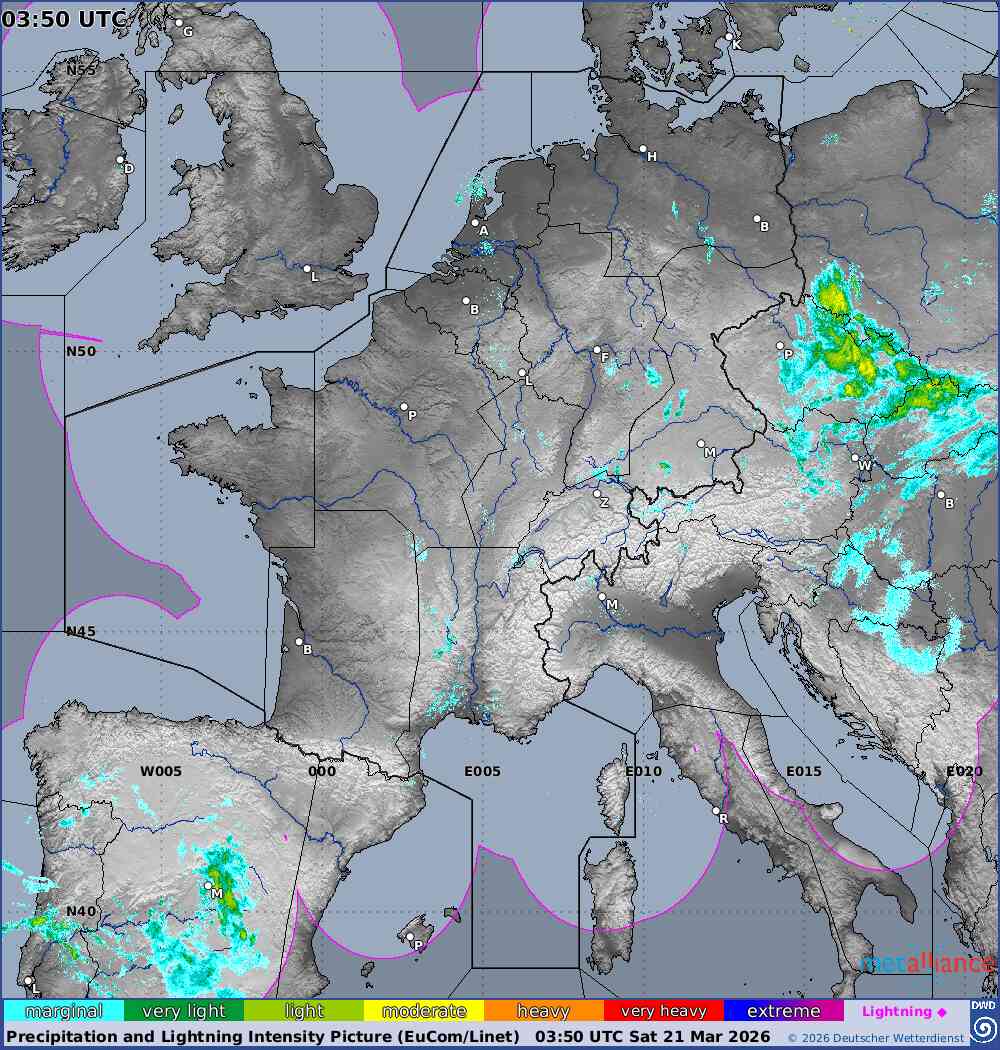 03:50 UTC
G
K
N55
H
D
A
B
L
B
N50
P
F
L
P
M
W
Z
B
M
N45
B
W005
000
E005
E010
E015
E020
R
M
N40
P
L
metalliance
marginal
very light
light
moderate
heavy
very heavy
extreme
Lightning ◆
DWD
Precipitation and Lightning Intensity Picture (EuCom/Linet) 03:50 UTC Sat 21 Mar 2026 © 2026 Deutscher Wetterdienst